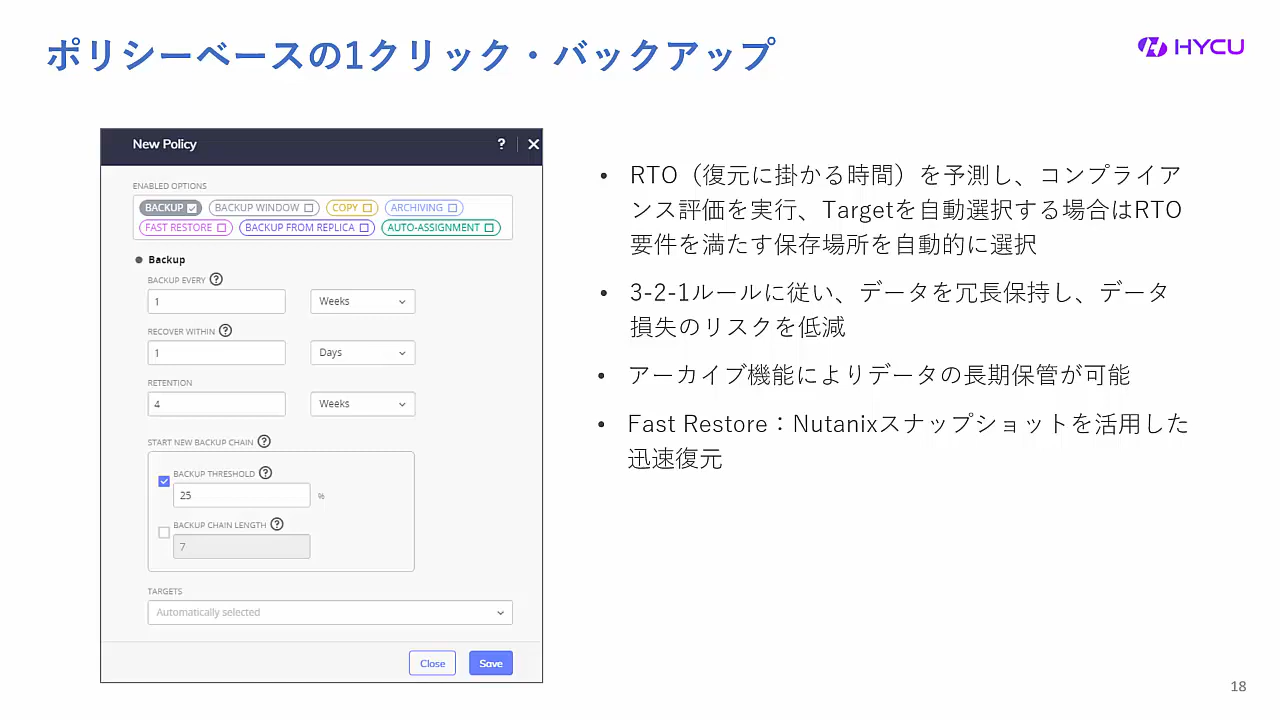 ポリシーベースの1クリック・バックアップ
HYCU
New Policy
?
ENABLED OPTIONS
BACKUP
BACKUP WINDOW
COPY
ARCHIVING
FAST RESTORE
BACKUP FROM REPLICA
AUTO-ASSIGNMENT
Backup
BACKUP EVERY ?
1
Weeks
RECOVER WITHIN ?
1
Days
RETENTION
4
Weeks
START NEW BACKUP CHAIN ?
BACKUP THRESHOLD ?
25
%
BACKUP CHAIN LENGTH ?
7
TARGETS
Automatically selected
Close
Save
• RTO（復元に掛かる時間）を予測し、コンプライア
ンス評価を実行、Targetを自動選択する場合はRTO
要件を満たす保存場所を自動的に選択
• 3-2-1ルールに従い、データを冗長保持し、データ
損失のリスクを低減
• アーカイブ機能によりデータの長期保管が可能
• Fast Restore：Nutanixスナップショットを活用した
迅速復元
18